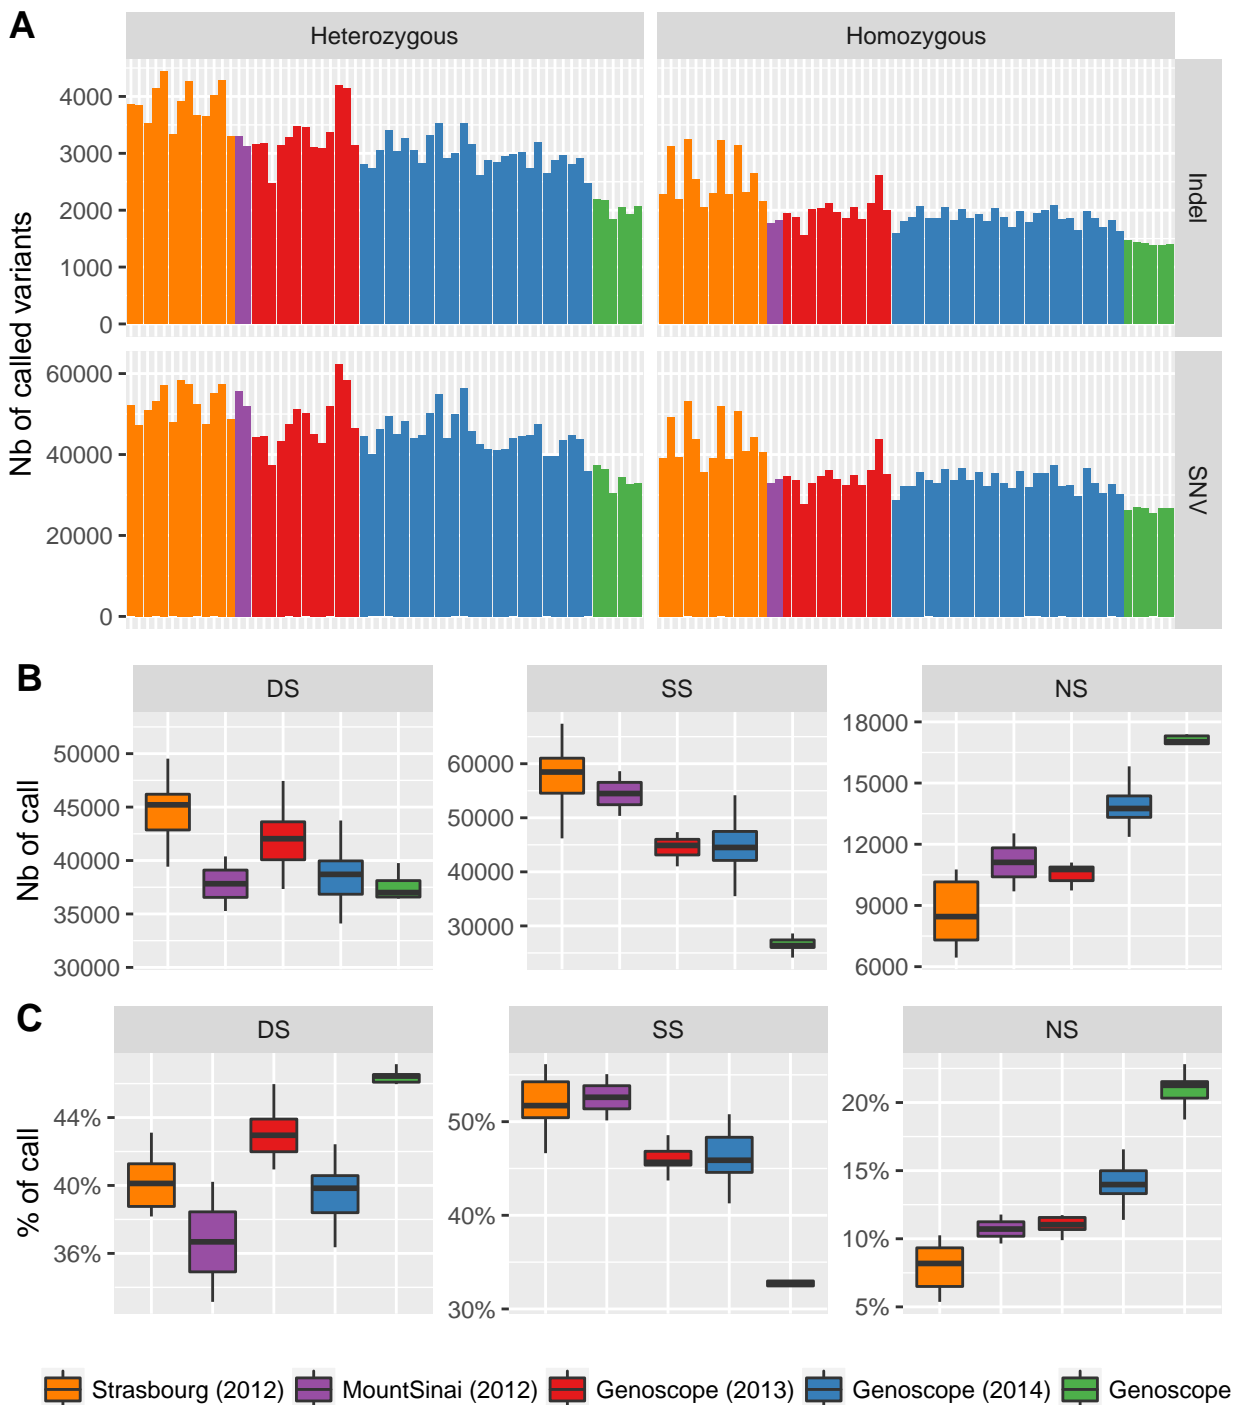 A
Heterozygous
Homozygous
Nb of called variants
4000
3000
2000
1000
0
Indel
60000
40000
20000
0
SNV
B
DS
SS
NS
Nb of call
50000
45000
40000
35000
30000
60000
50000
40000
30000
18000
15000
12000
9000
6000
C
DS
SS
NS
% of call
44%
40%
36%
50%
40%
30%
20%
15%
10%
5%
Strasbourg (2012) MountSinai (2012) Genoscope (2013) Genoscope (2014) Genoscope